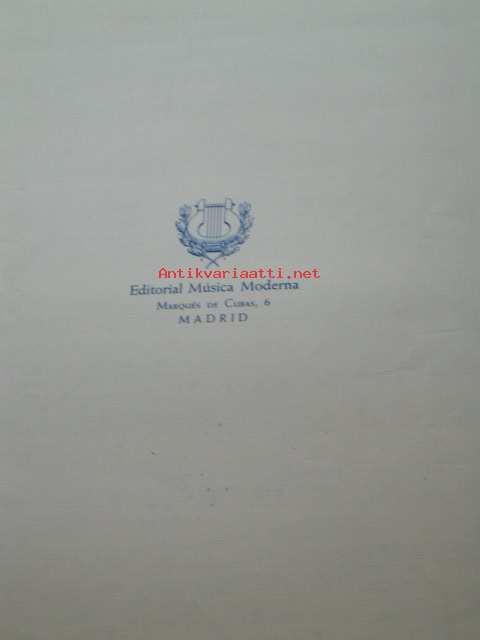 Antikvariaatti.net
Editorial Música Moderna
Marqués de Cubas, 6
MADRID